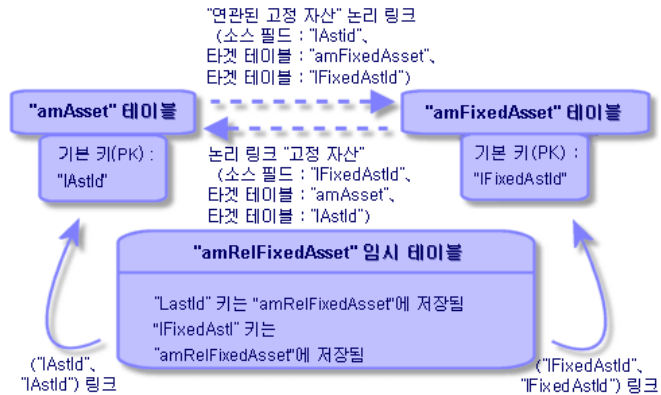 "연관된 고정 자산" 논리 링크
(소스 필드 : "lAstid"、
타겟 테이블 : "amFixedAsset"、
타겟 테이블 : "lFixedAstId")
"amAsset" 테이블
"amFixedAsset" 테이블
기본 키(PK) :
"lAstId"
기본 키(PK) :
"lFixedAstId"
논리 링크 "고정 자산"
(소스 필드 : "lFixedAstId"、
타겟 테이블 : "amAsset"、
타겟 테이블 : "lAstId")
"amRelFixedAsset" 임시 테이블
"LastId" 키는 "amRelFixedAsset"에 저장됨
"lFixedAstl" 키는
"amRelFixedAsset"에 저장됨
("lAstId"、
"lAstId") 링크
("lFixedAstId"、
"lFixedAstId") 링크